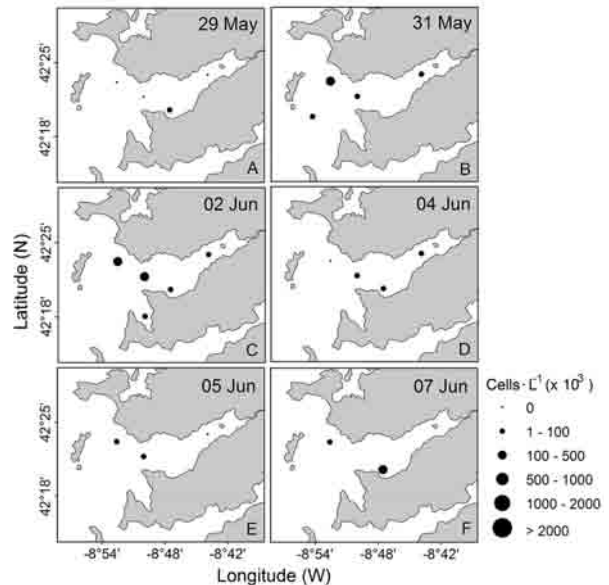 29 May
31 May
42°25'
42°18'
A
B
02 Jun
04 Jun
42°25'
42°18'
C
D
Latitude (N)
05 Jun
07 Jun
42°25'
42°18'
E
F
-8°54' -8°48' -8°42' -8°54' -8°48' -8°42'
Longitude (W)
Cells · L⁻¹ (x 10³)
0
1 - 100
100 - 500
500 - 1000
1000 - 2000
> 2000